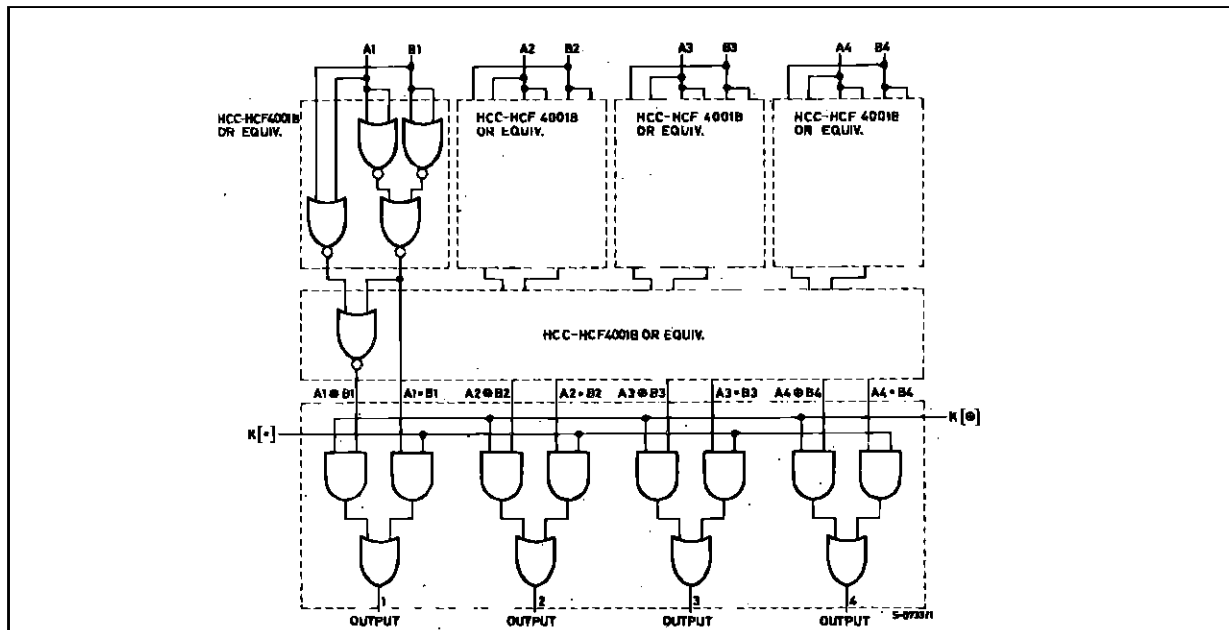 A1 B1 A2 B2 A3 B3 A4 B4
HCC-HCF4001B
OR EQUIV.
HCC-HCF 4001B
OR EQUIV.
HCC-HCF 4001B
OR EQUIV.
HCC-HCF 4001B
OR EQUIV.
HCC-HCF4001B OR EQUIV.
A1⊕B1 A1•B1 A2⊕B2 A2•B2 A3⊕B3 A3•B3 A4⊕B4 A4•B4
K[⊕]
K[•]
1 2 3 4
OUTPUT OUTPUT OUTPUT OUTPUT